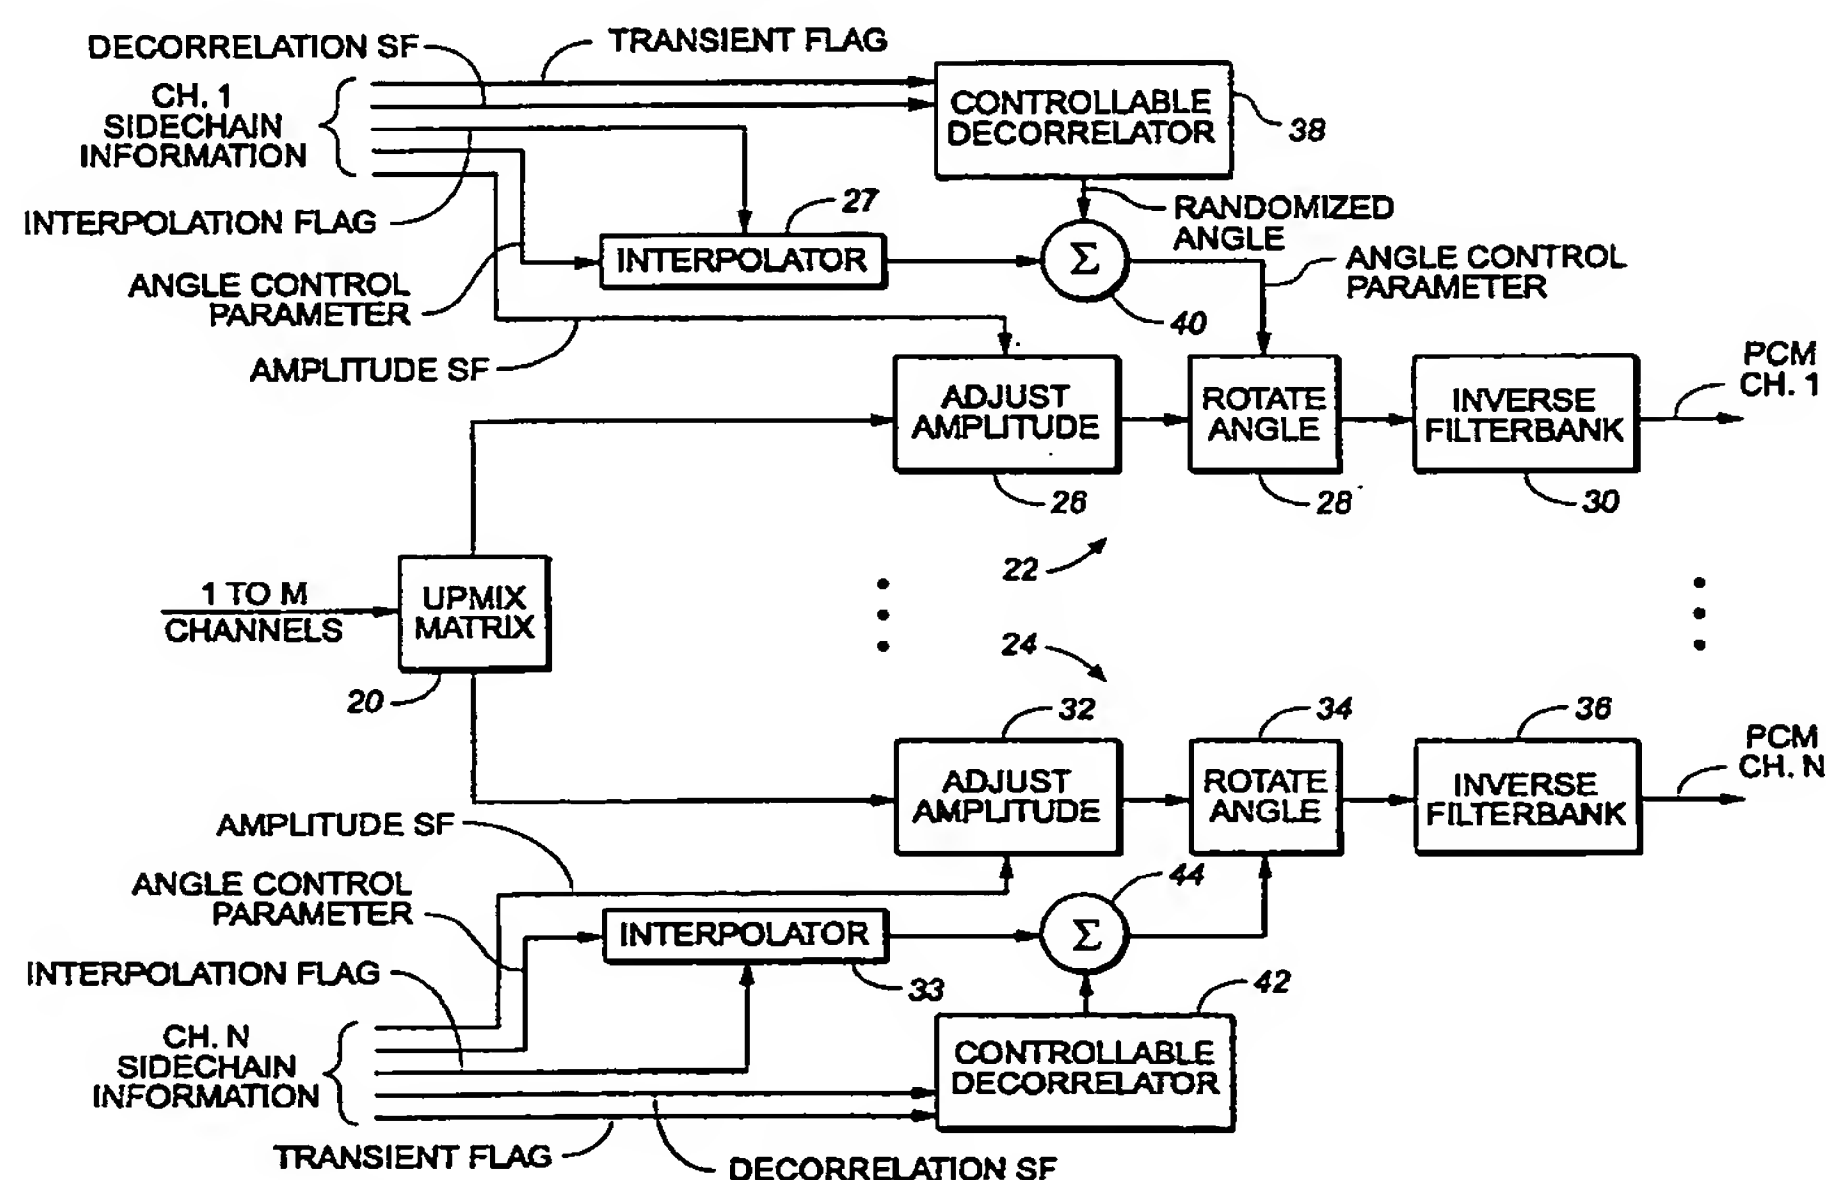 DECORRELATION SF
TRANSIENT FLAG
CH. 1
SIDECHAIN
INFORMATION
CONTROLLABLE
DECORRELATOR
38
INTERPOLATION FLAG
27
RANDOMIZED
ANGLE
INTERPOLATOR
Σ
ANGLE CONTROL
PARAMETER
ANGLE CONTROL
PARAMETER
40
AMPLITUDE SF
ADJUST
AMPLITUDE
ROTATE
ANGLE
INVERSE
FILTERBANK
PCM
CH. 1
26
28
30
22
1 TO M
CHANNELS
UPMIX
MATRIX
20
24
32
34
36
ADJUST
AMPLITUDE
ROTATE
ANGLE
INVERSE
FILTERBANK
PCM
CH. N
AMPLITUDE SF
ANGLE CONTROL
PARAMETER
44
INTERPOLATOR
Σ
INTERPOLATION FLAG
33
42
CH. N
SIDECHAIN
INFORMATION
CONTROLLABLE
DECORRELATOR
TRANSIENT FLAG
DECORRELATION SF